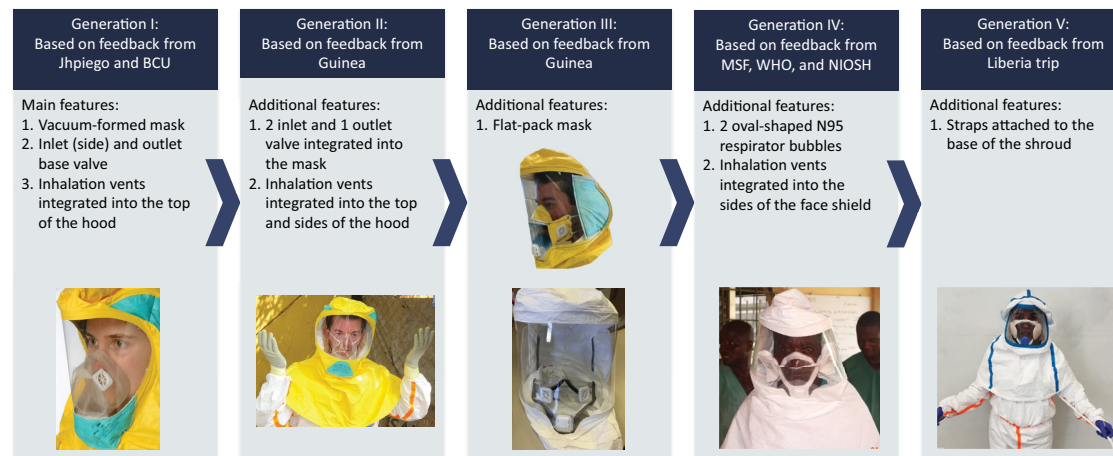 Generation I:
Based on feedback from
Jhpiego and BCU
Main features:
1. Vacuum-formed mask
2. Inlet (side) and outlet
base valve
3. Inhalation vents
integrated into the top
of the hood
Generation II:
Based on feedback from
Guinea
Additional features:
1. 2 inlet and 1 outlet
valve integrated into
the mask
2. Inhalation vents
integrated into the top
and sides of the hood
Generation III:
Based on feedback from
Guinea
Additional features:
1. Flat-pack mask
Generation IV:
Based on feedback from
MSF, WHO, and NIOSH
Additional features:
1. 2 oval-shaped N95
respirator bubbles
2. Inhalation vents
integrated into the
sides of the face shield
Generation V:
Based on feedback from
Liberia trip
Additional features:
1. Straps attached to the
base of the shroud